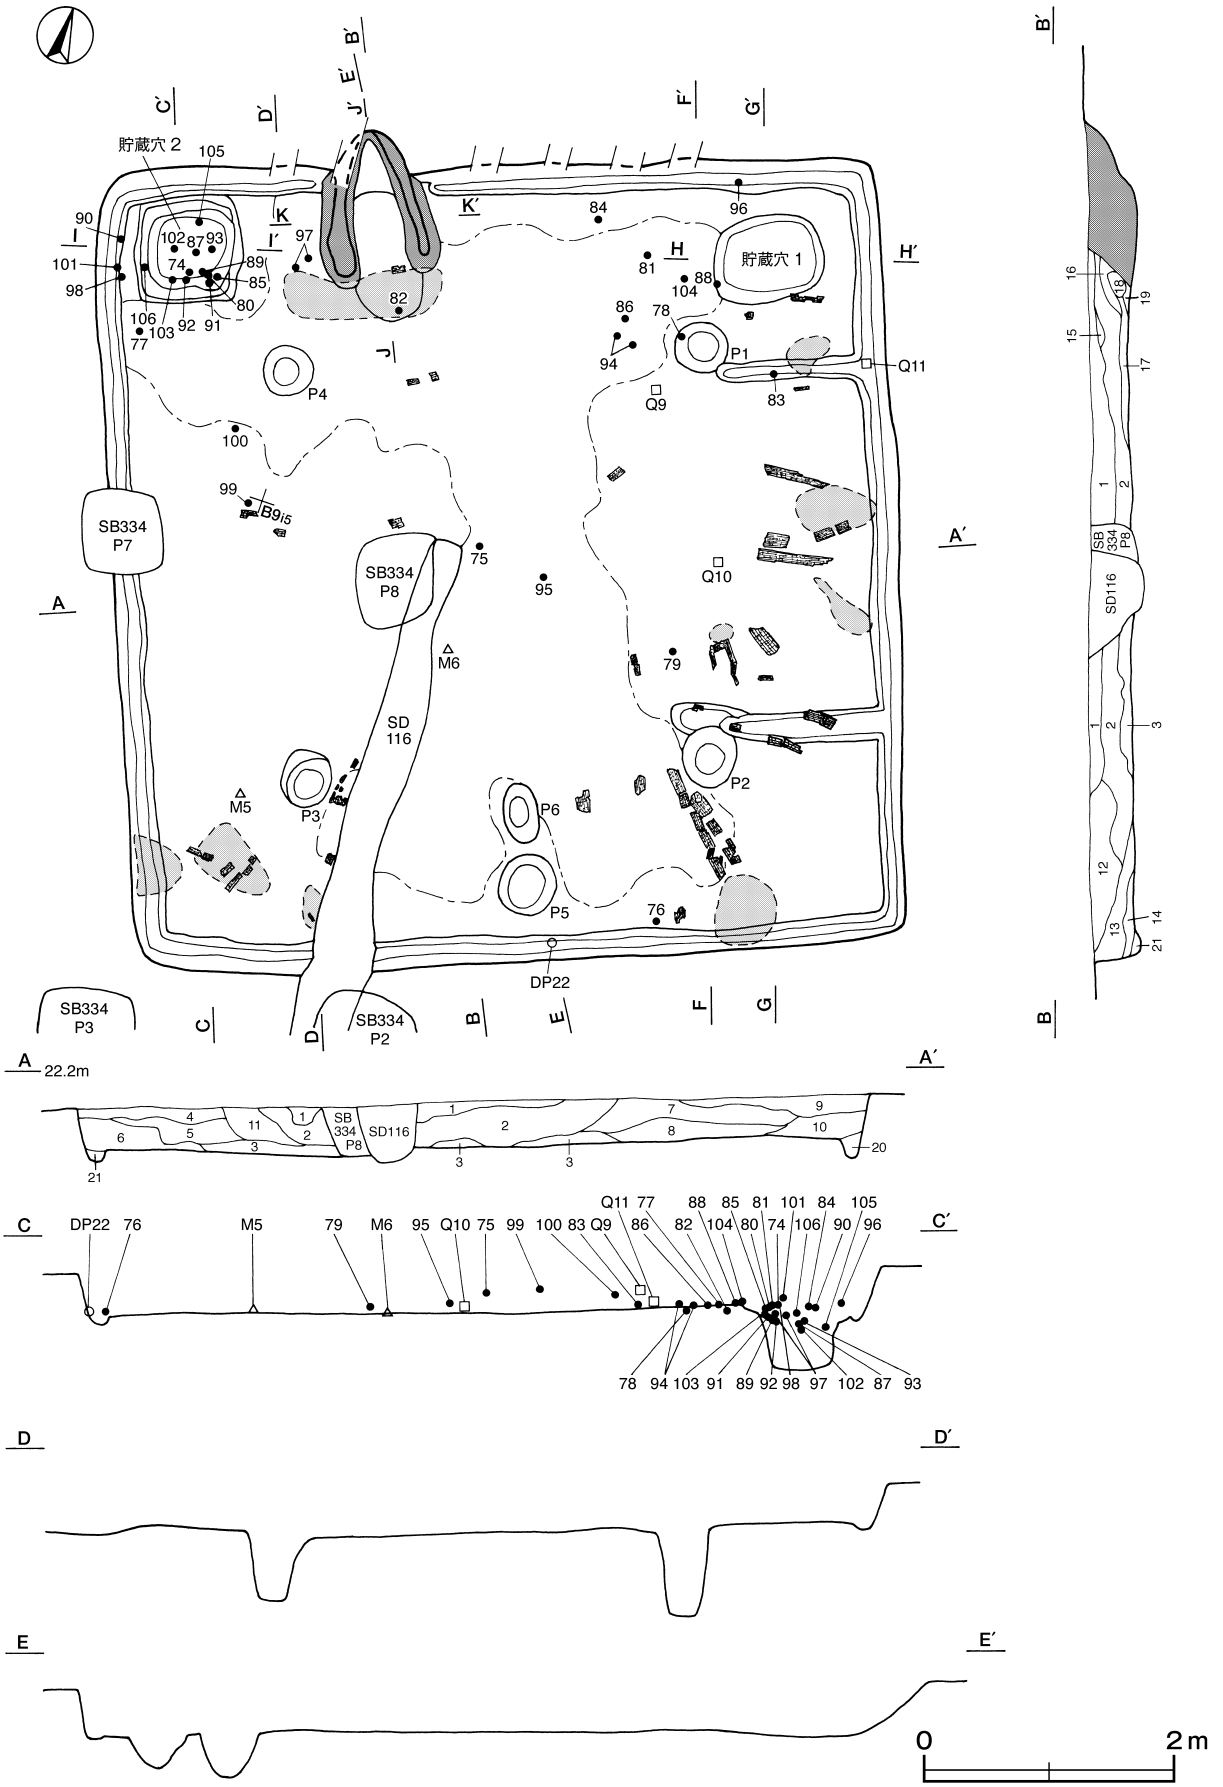 B´
E´
J´
C´
D´
F´
G´
B´
貯蔵穴 2
105
90
I
102 87 93
74
101
98
89
85
80
106
103
92
91
77
K
I´
97
K´
84
96
81
H
104
88
貯蔵穴 1
H´
82
86
78
94
P1
J
P4
Q9
83
Q11
100
99
B9i5
SB334
P7
SB334
P8
75
95
Q10
A´
A
M6
79
SD
116
M5
P3
P6
P2
P5
76
DP22
SB334
P3
C
D
SB334
P2
B
E
F
G
B
16
18
19
15
17
1
2
SB
334
P8
SD116
1
2
3
12
13
14
21
A
22.2m
A´
4
11
1
SB
334
P8
SD116
1
7
9
6
5
3
2
2
8
10
21
3
3
20
C
DP22
76
M5
79
M6
95
Q10
75
99
100
83
Q9
Q11
77
86
82
88
104
85
80
81
74
101
106
84
90
105
96
C´
78
94
103
91
89
92
98
97
102
87
93
D
D´
E
E´
0
2 m